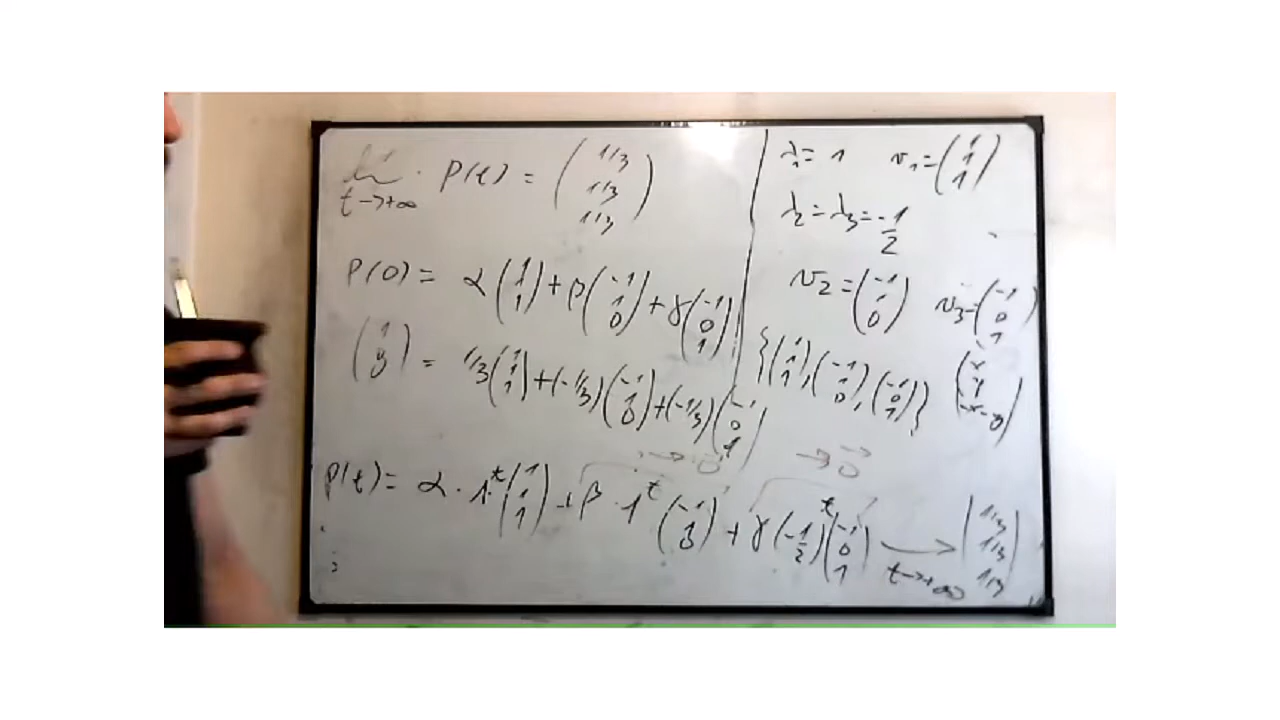 lim P(t) = (1/3 1/3 1/3)
t→+∞
P(0) = α (1 1 1) + β (-1 1 0) + γ (-1 0 1)
= 1/3 (1 1 1) + (-1/3) (-1 1 0) + (-1/3) (-1 0 1)
→ 0 → 0
P(t) = α · 1^t (1 1 1) + β · 1^t (-1 1 0) + γ (-1/2)^t (-1 0 1) → (1/3 1/3 1/3)
t→+∞
λ1 = 1 v1 = (1 1 1)
λ2 = λ3 = -1/2
v2 = (-1 1 0) v3 = (-1 0 1)
{(1 1 1), (-1 1 0), (-1 0 1)}